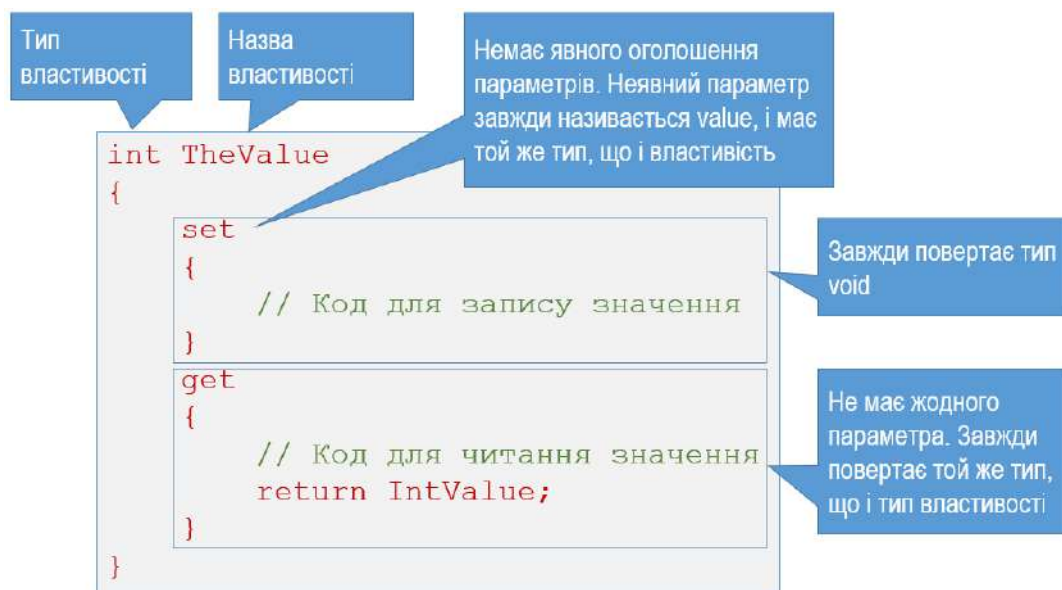 Тип
властивості
Назва
властивості
Немає явного оголошення
параметрів. Неявний параметр
завжди називається value, і має
той же тип, що і властивість
int TheValue
{
set
{
// Код для запису значення
}
Завжди повертає тип
void
get
{
// Код для читання значення
return IntValue;
}
Не має жодного
параметра. Завжди
повертає той же тип,
що і тип властивості
}